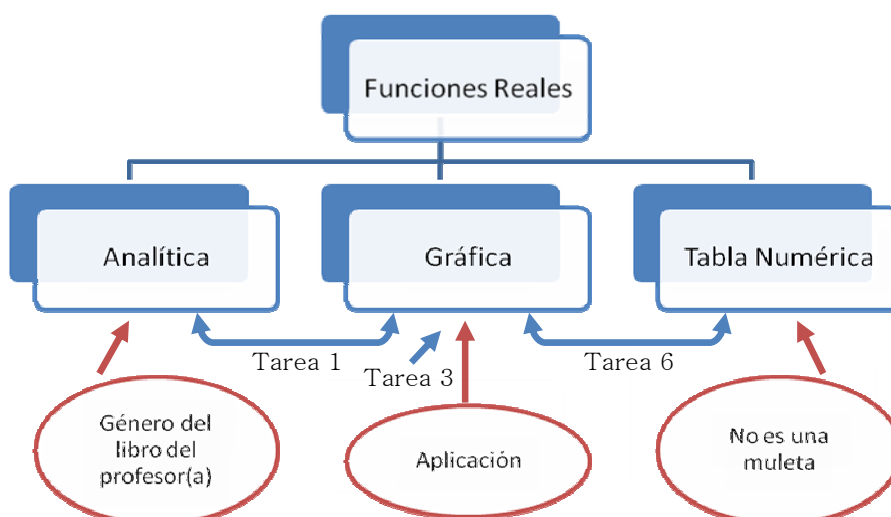 Funciones Reales
Analítica
Gráfica
Tabla Numérica
Tarea 1
Tarea 3
Tarea 6
Género del
libro del
profesor(a)
Aplicación
No es una
muleta